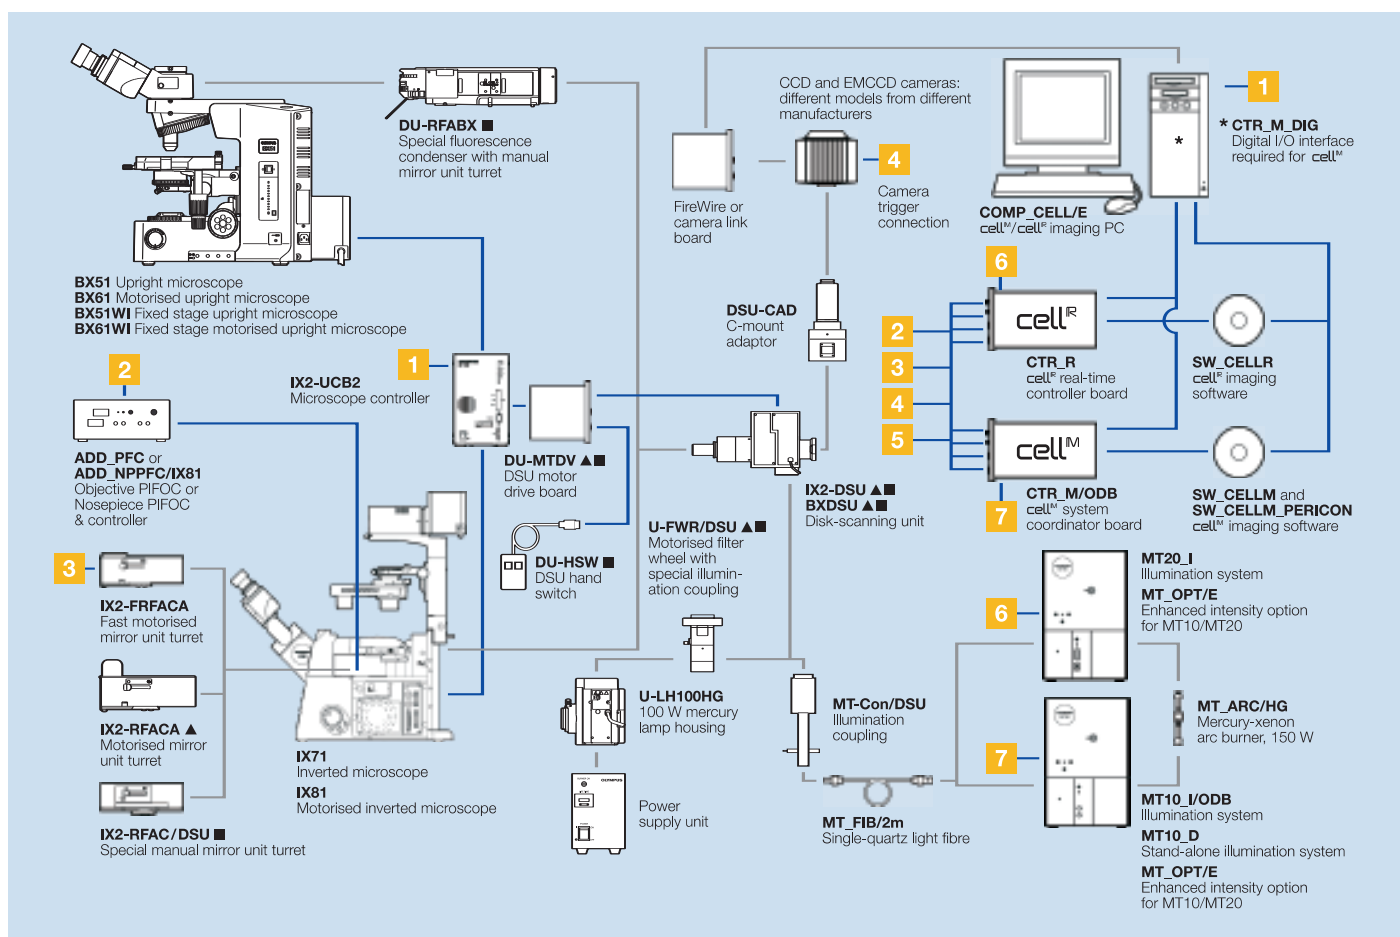 DU-RFABX ■
Special fluorescence
condenser with manual
mirror unit turret
CCD and EMCCD cameras:
different models from different
manufacturers
1
* CTR_M_DIG
Digital I/O interface
required for cell^M
*
4
Camera
trigger
connection
FireWire or
camera link
board
COMP_CELL/E
cell^M/cell^R imaging PC
BX51 Upright microscope
BX61 Motorised upright microscope
BX51WI Fixed stage upright microscope
BX61WI Fixed stage motorised upright microscope
DSU-CAD
C-mount
adaptor
6
cell^R
2
3
4
5
CTR_R
cell^R real-time
controller board
SW_CELLR
cell^R imaging
software
cell^M
7
CTR_M/ODB
cell^M system
coordinator board
SW_CELLM and
SW_CELLM_PERICON
cell^M imaging software
2
1
IX2-UCB2
Microscope controller
ADD_PFC or
ADD_NPPFC/IX81
Objective PIFOC or
Nosepiece PIFOC
& controller
DU-MTDV ▲■
DSU motor
drive board
IX2-DSU ▲■
BXDSU ▲■
Disk-scanning unit
DU-HSW ■
DSU hand
switch
U-FWR/DSU ▲■
Motorised filter
wheel with
special illumin-
ation coupling
3
IX2-FRFACA
Fast motorised
mirror unit turret
IX2-RFACA ▲
Motorised mirror
unit turret
IX2-RFAC/DSU ■
Special manual mirror unit turret
IX71
Inverted microscope
IX81
Motorised inverted microscope
U-LH100HG
100 W mercury
lamp housing
OLYMPUS
Power
supply unit
MT-Con/DSU
Illumination
coupling
MT_FIB/2m
Single-quartz light fibre
6
MT20_I
Illumination system
MT_OPT/E
Enhanced intensity option
for MT10/MT20
MT_ARC/HG
Mercury-xenon
arc burner, 150 W
7
MT10_I/ODB
Illumination system
MT10_D
Stand-alone illumination system
MT_OPT/E
Enhanced intensity option
for MT10/MT20